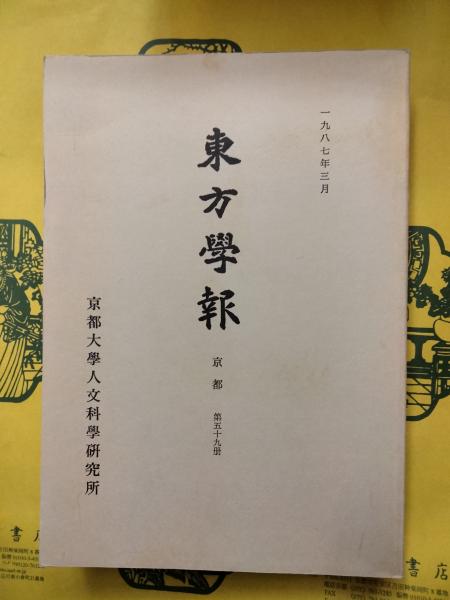 一九八七年三月
東方學報
京都 第五十九册
京都大學人文科學研究所
書店
書店
FAX